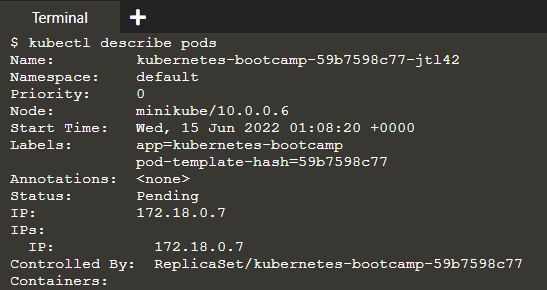 Terminal +
$ kubectl describe pods
Name:         kubernetes-bootcamp-59b7598c77-jtl42
Namespace:    default
Priority:     0
Node:         minikube/10.0.0.6
Start Time:   Wed, 15 Jun 2022 01:08:20 +0000
Labels:       app=kubernetes-bootcamp
              pod-template-hash=59b7598c77
Annotations:  <none>
Status:       Pending
IP:           172.18.0.7
IPs:
  IP:           172.18.0.7
Controlled By:  ReplicaSet/kubernetes-bootcamp-59b7598c77
Containers: